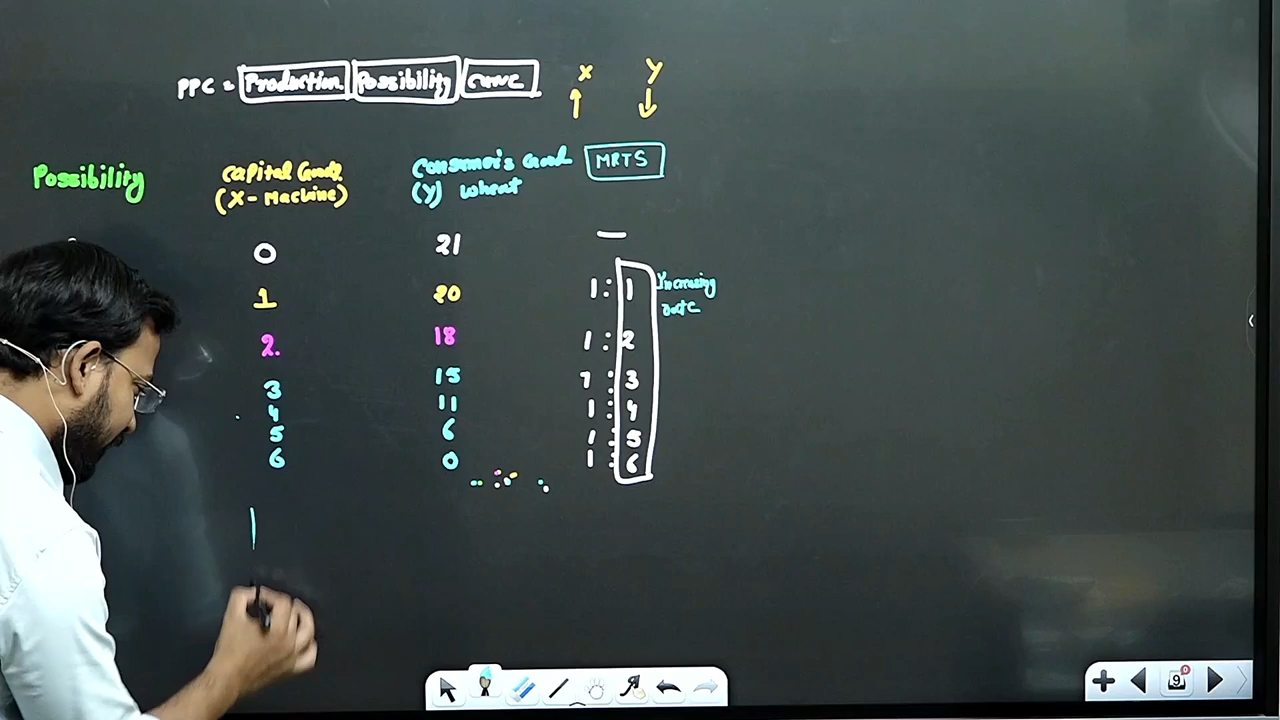 PPC = Production Possibility curve X Y
Possibility Capital Goods Consumer's Good MRTS
(X- Machine) (Y) Wheat
0 21 —
1 20 1:1 Increasing
rate
2. 18 1:2
3 15 1:3
4 11 1:4
5 6 1:5
6 0 1:6
9